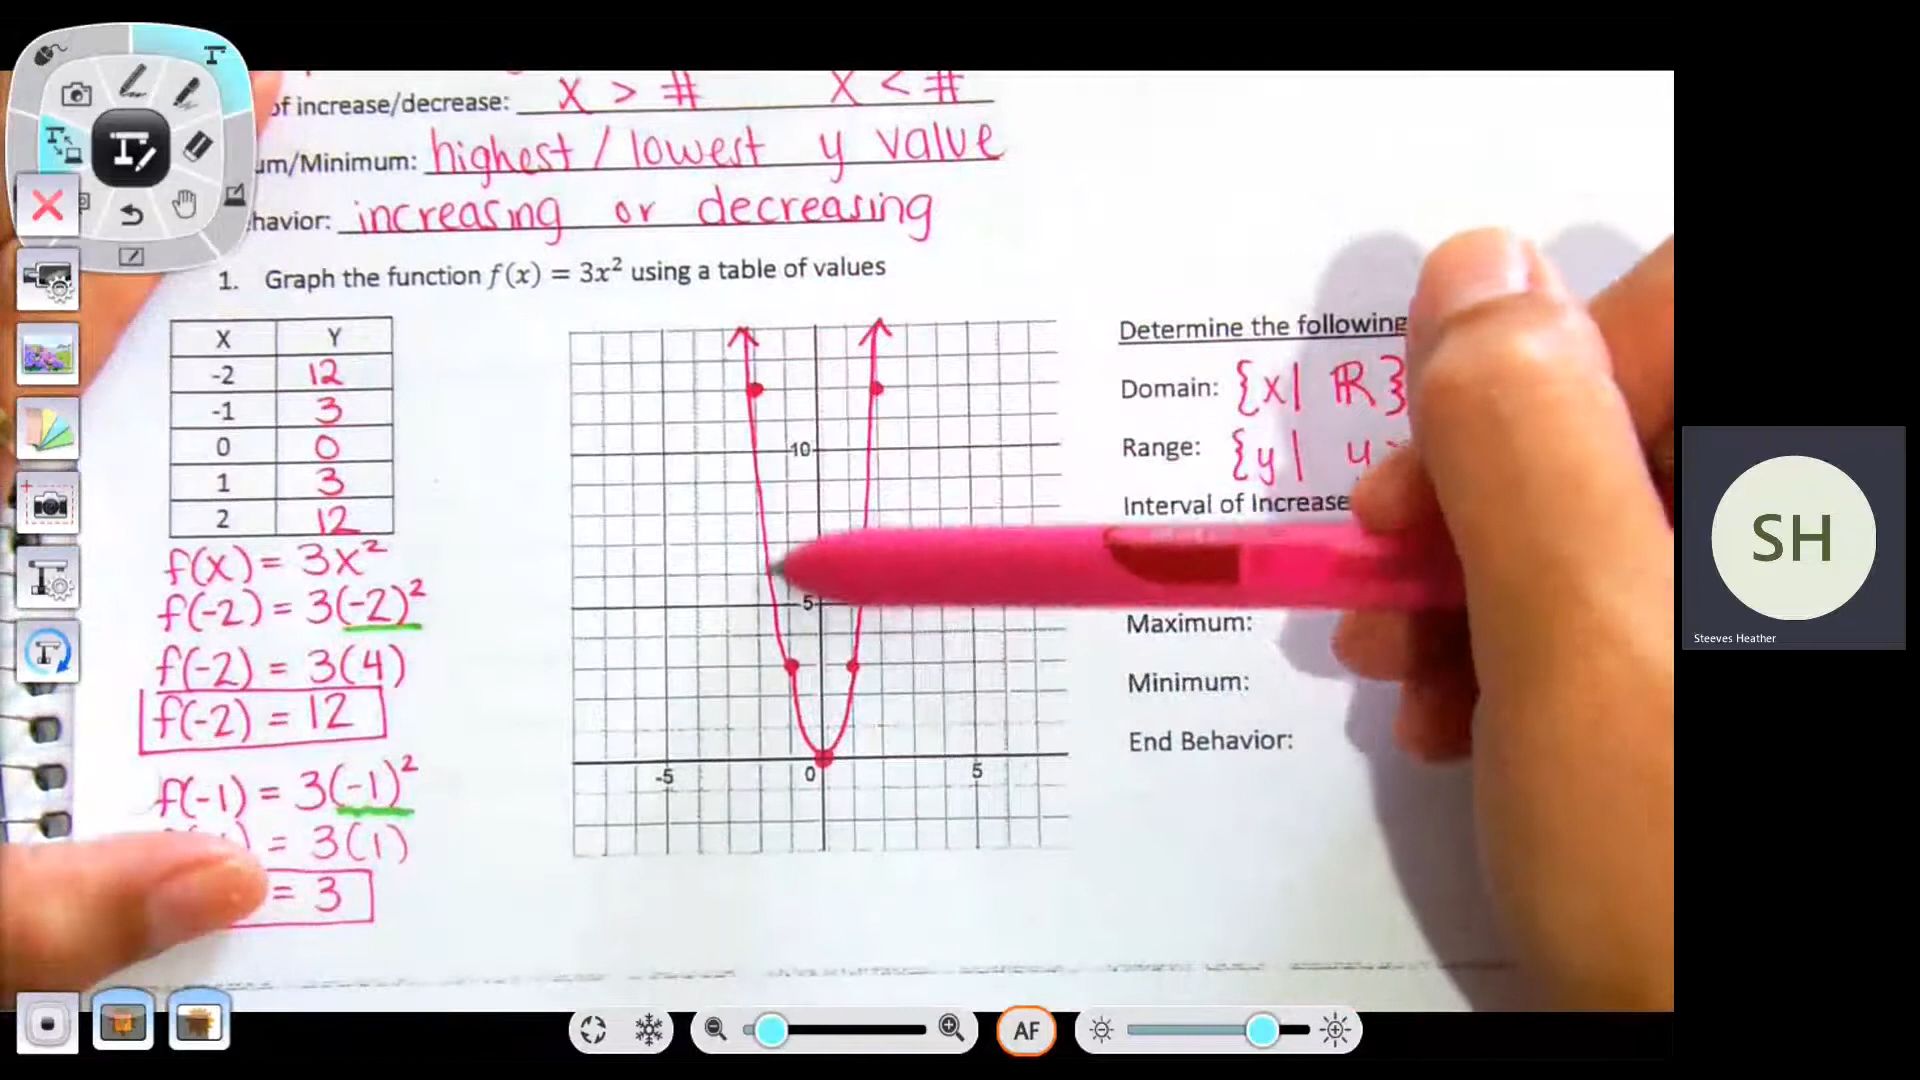 of increase/decrease: x > # x < #
um/Minimum: highest / lowest y value
havior: increasing or decreasing
1. Graph the function f(x) = 3x² using a table of values
X Y
-2 12
-1 3
0 0
1 3
2 12
f(x) = 3x²
f(-2) = 3(-2)²
f(-2) = 3(4)
f(-2) = 12
f(-1) = 3(-1)²
= 3(1)
= 3
10
5
-5 0 5
Determine the following
Domain: {x| ℝ}
Range: {y| y
Interval of Increase
Maximum:
Minimum:
End Behavior:
SH
Steeves Heather
AF